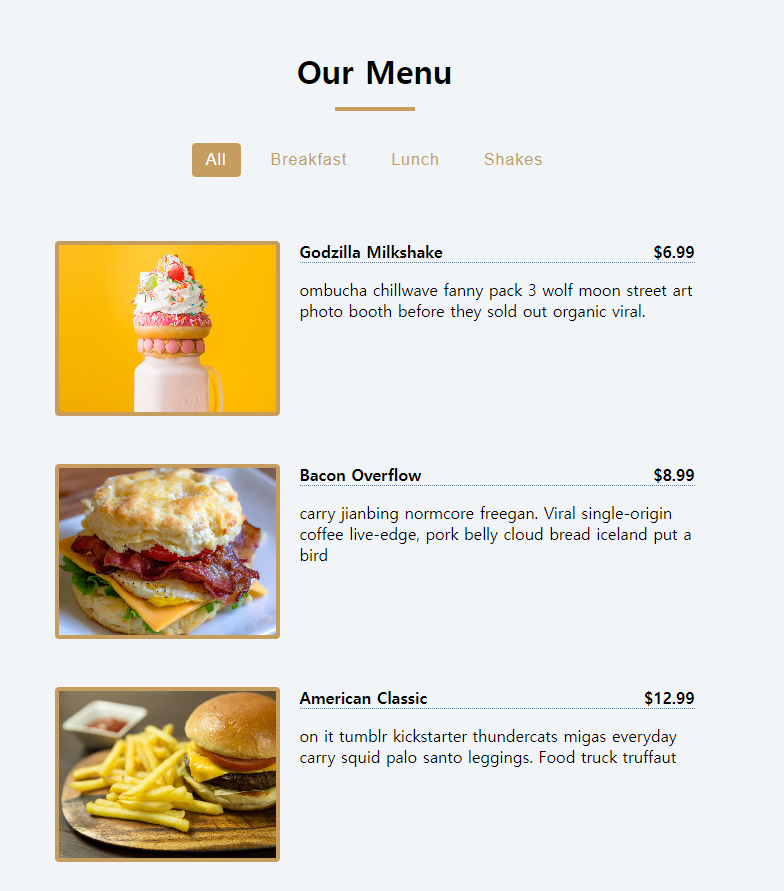 Our Menu
All Breakfast Lunch Shakes
Godzilla Milkshake $6.99
ombucha chillwave fanny pack 3 wolf moon street art
photo booth before they sold out organic viral.
Bacon Overflow $8.99
carry jianbing normcore freegan. Viral single-origin
coffee live-edge, pork belly cloud bread iceland put a
bird
American Classic $12.99
on it tumblr kickstarter thundercats migas everyday
carry squid palo santo leggings. Food truck truffaut